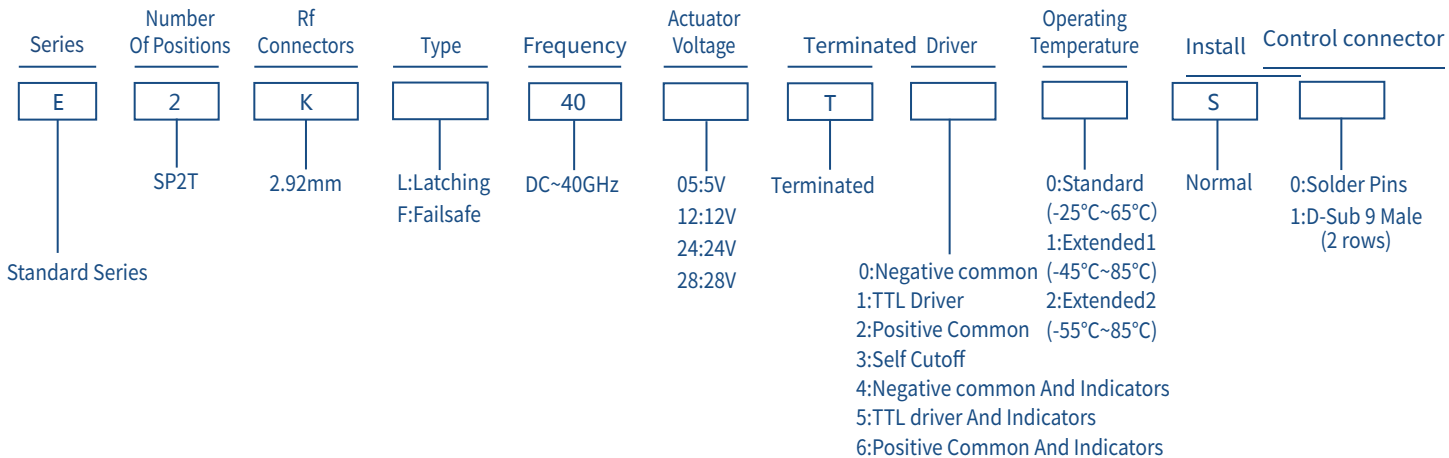 Series
Number
Of Positions
Rf
Connectors
Type
Frequency
Actuator
Voltage
Terminated
Driver
Operating
Temperature
Install
Control connector
E
2
K
40
T
S
Standard Series
SP2T
2.92mm
L:Latching
F:Failsafe
DC~40GHz
05:5V
12:12V
24:24V
28:28V
Terminated
0:Negative common
1:TTL Driver
2:Positive Common
3:Self Cutoff
4:Negative common And Indicators
5:TTL driver And Indicators
6:Positive Common And Indicators
0:Standard
(-25°C~65°C)
1:Extended1
(-45°C~85°C)
2:Extended2
(-55°C~85°C)
Normal
0:Solder Pins
1:D-Sub 9 Male
(2 rows)